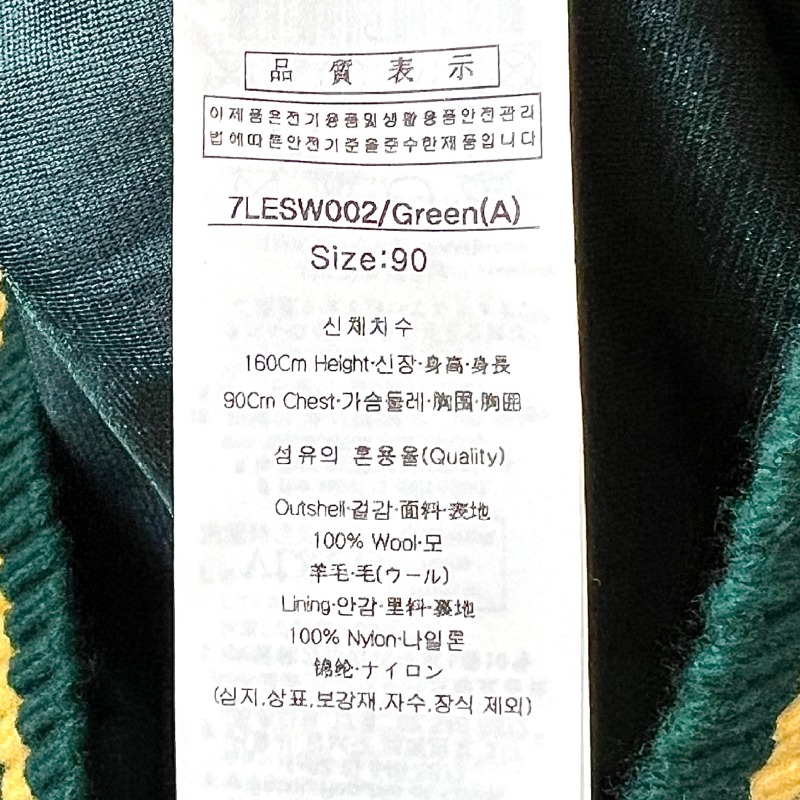 品質表示
이제품은전기용품및생활용품안전관리
법에따른안전기준을준수한제품입니다
7LESW002/Green(A)
Size:90
신체치수
160Cm Height·신장·身高·身長
90Cm Chest·가슴둘레·胸围·胸囲
섬유의 혼용율(Quality)
Outshell·겉감·面料·表地
100% Wool·모
羊毛·毛(ウール)
Lining·안감·里料·裏地
100% Nylon·나일론
锦纶·ナイロン
(심지,상표,보강재,자수,장식 제외)